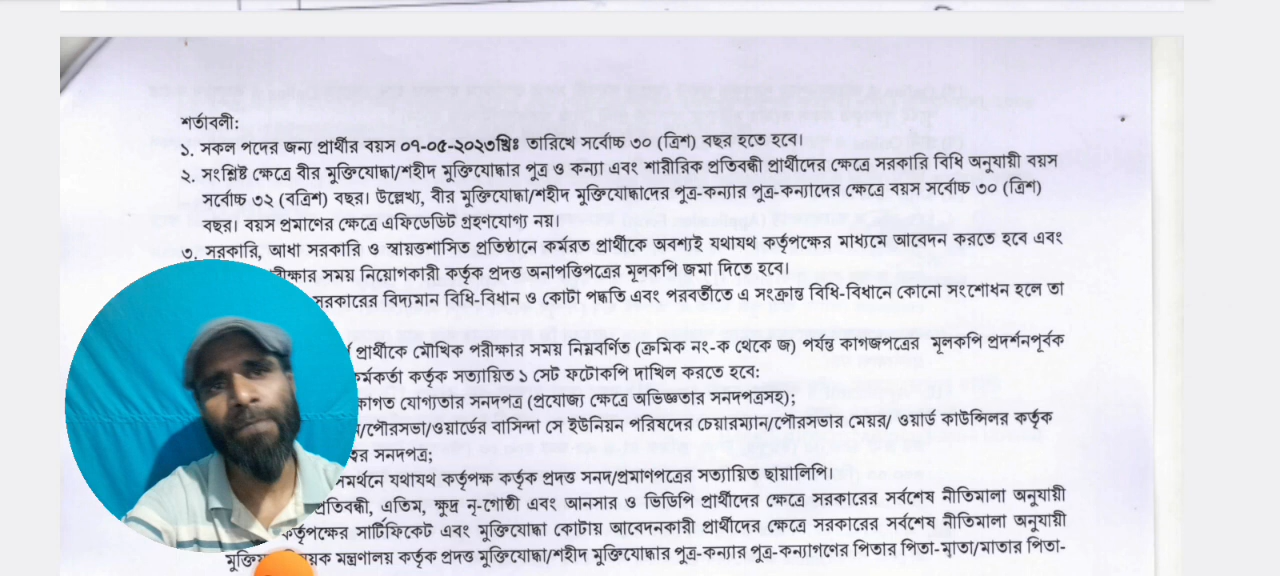 শর্তাবলী:
১. সকল পদের জন্য প্রার্থীর বয়স ০৭-০৫-২০২৩খ্রিঃ তারিখে সর্বোচ্চ ৩০ (ত্রিশ) বছর হতে হবে।
২. সংশ্লিষ্ট ক্ষেত্রে বীর মুক্তিযোদ্ধা/শহীদ মুক্তিযোদ্ধার পুত্র ও কন্যা এবং শারীরিক প্রতিবন্ধী প্রার্থীদের ক্ষেত্রে সরকারি বিধি অনুযায়ী বয়স
সর্বোচ্চ ৩২ (বত্রিশ) বছর। উল্লেখ্য, বীর মুক্তিযোদ্ধা/শহীদ মুক্তিযোদ্ধাদের পুত্র-কন্যার পুত্র-কন্যাদের ক্ষেত্রে বয়স সর্বোচ্চ ৩০ (ত্রিশ)
বছর। বয়স প্রমাণের ক্ষেত্রে এফিডেডিট গ্রহণযোগ্য নয়।
৩. সরকারি, আধা সরকারি ও স্বায়ত্তশাসিত প্রতিষ্ঠানে কর্মরত প্রার্থীকে অবশ্যই যথাযথ কর্তৃপক্ষের মাধ্যমে আবেদন করতে হবে এবং
সময় নিয়োগকারী কর্তৃক প্রদত্ত অনাপত্তিপত্রের মূলকপি জমা দিতে হবে।
সরকারের বিদ্যমান বিধি-বিধান ও কোটা পদ্ধতি এবং পরবর্তীতে এ সংক্রান্ত বিধি-বিধানে কোনো সংশোধন হলে তা
প্রার্থীকে মৌখিক পরীক্ষার সময় নিম্নবর্ণিত (ক্রমিক নং-ক থেকে জ) পর্যন্ত কাগজপত্রের মূলকপি প্রদর্শনপূর্বক
কর্তৃক সত্যায়িত ১ সেট ফটোকপি দাখিল করতে হবে:
যোগ্যতার সনদপত্র (প্রযোজ্য ক্ষেত্রে অভিজ্ঞতার সনদপত্রসহ);
/পৌরসভা/ওয়ার্ডের বাসিন্দা সে ইউনিয়ন পরিষদের চেয়ারম্যান/পৌরসভার মেয়র/ ওয়ার্ড কাউন্সিলর কর্তৃক
সনদপত্র;
সমর্থনে যথাযথ কর্তৃপক্ষ কর্তৃক প্রদত্ত সনদ/প্রমাণপত্রের সত্যায়িত ছায়ালিপি।
প্রতিবন্ধী, এতিম, ক্ষুদ্র নৃ-গোষ্ঠী এবং আনসার ও ভিডিপি প্রার্থীদের ক্ষেত্রে সরকারের সর্বশেষ নীতিমালা অনুযায়ী
কর্তৃপক্ষের সার্টিফিকেট এবং মুক্তিযোদ্ধা কোটায় আবেদনকারী প্রার্থীদের ক্ষেত্রে সরকারের সর্বশেষ নীতিমালা অনুযায়ী
মন্ত্রণালয় কর্তৃক প্রদত্ত মুক্তিযোদ্ধা/শহীদ মুক্তিযোদ্ধার পুত্র-কন্যার পুত্র-কন্যাগণের পিতার পিতা-মাতা/মাতার পিতা-